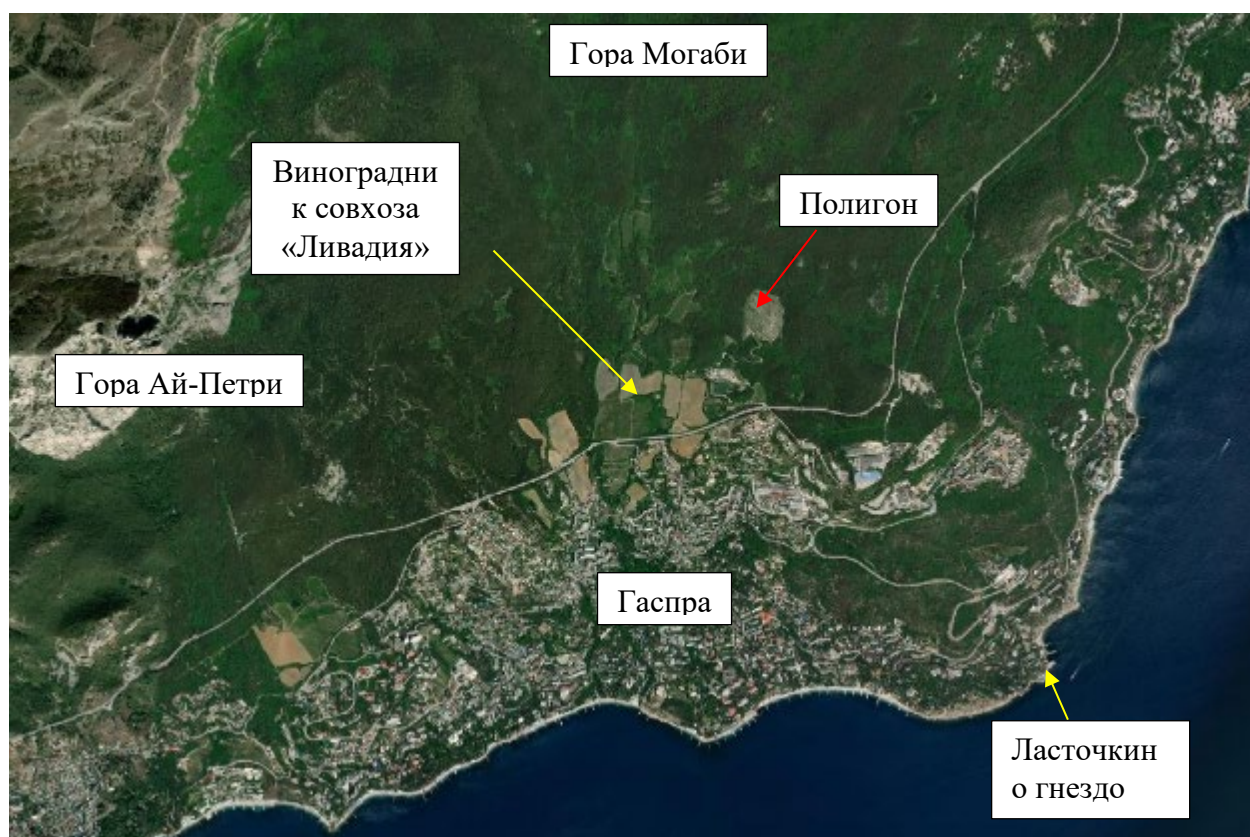 Гора Могаби
Виноградни
к совхоза
«Ливадия»
Полигон
Гора Ай-Петри
Гаспра
Ласточкин
о гнездо